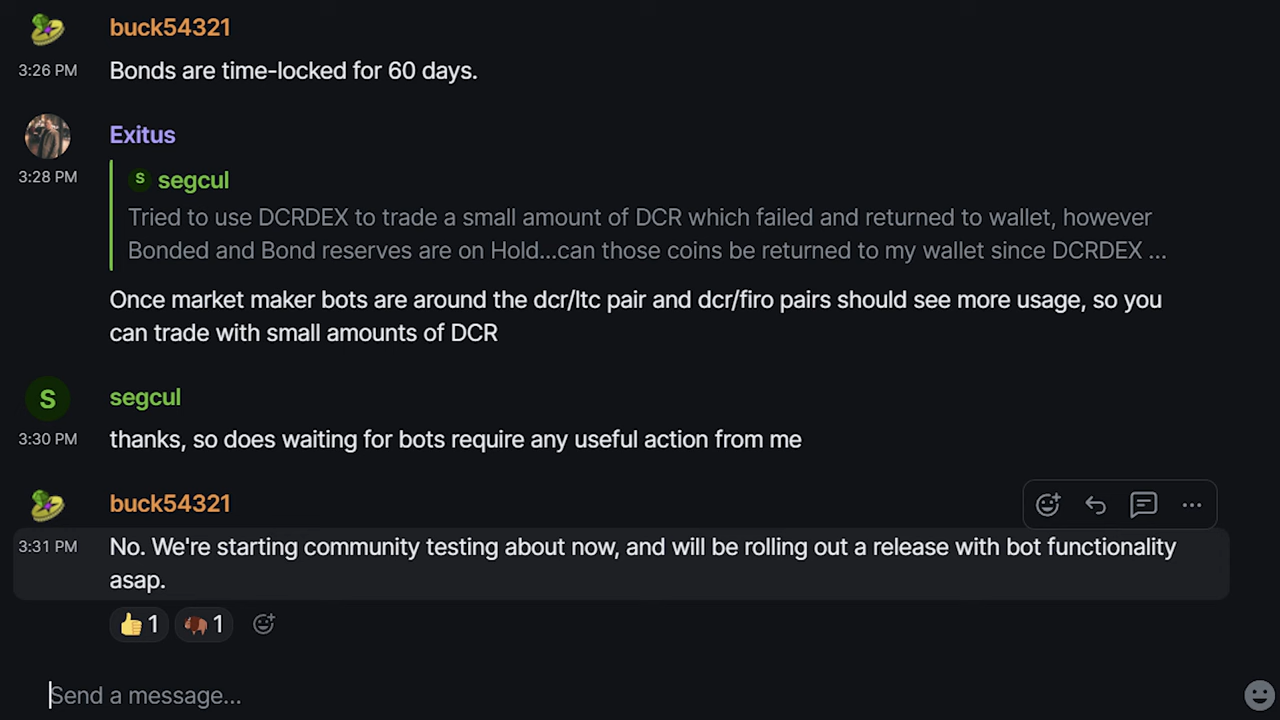 buck54321
3:26 PM
Bonds are time-locked for 60 days.
Exitus
3:28 PM
S segcul
Tried to use DCRDEX to trade a small amount of DCR which failed and returned to wallet, however
Bonded and Bond reserves are on Hold...can those coins be returned to my wallet since DCRDEX ...
Once market maker bots are around the dcr/ltc pair and dcr/firo pairs should see more usage, so you
can trade with small amounts of DCR
S
segcul
3:30 PM
thanks, so does waiting for bots require any useful action from me
buck54321
3:31 PM
No. We're starting community testing about now, and will be rolling out a release with bot functionality
asap.
1 1
Send a message...